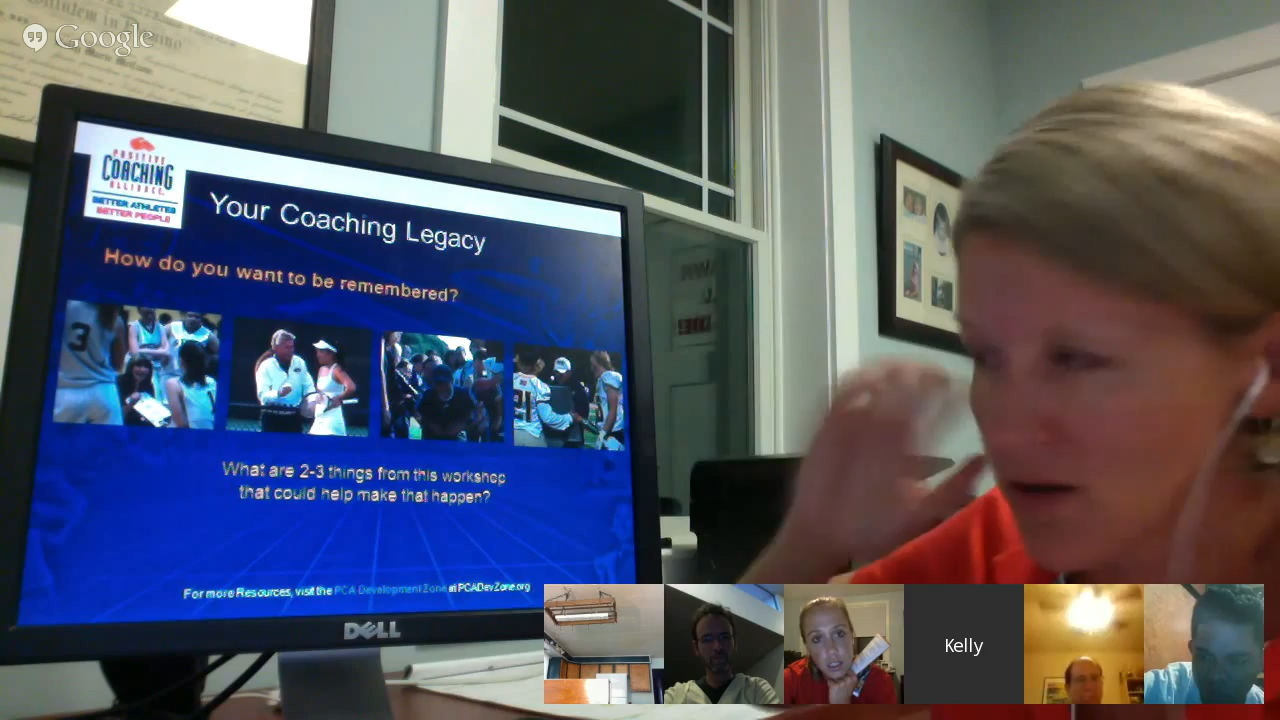 Google
POSITIVE
COACHING
ALLIANCE
BETTER ATHLETES
BETTER PEOPLE
Your Coaching Legacy
How do you want to be remembered?
3
21
What are 2-3 things from this workshop
that could help make that happen?
For more Resources, visit the PCA Development Zone at PCADevZone.org
DELL
Kelly